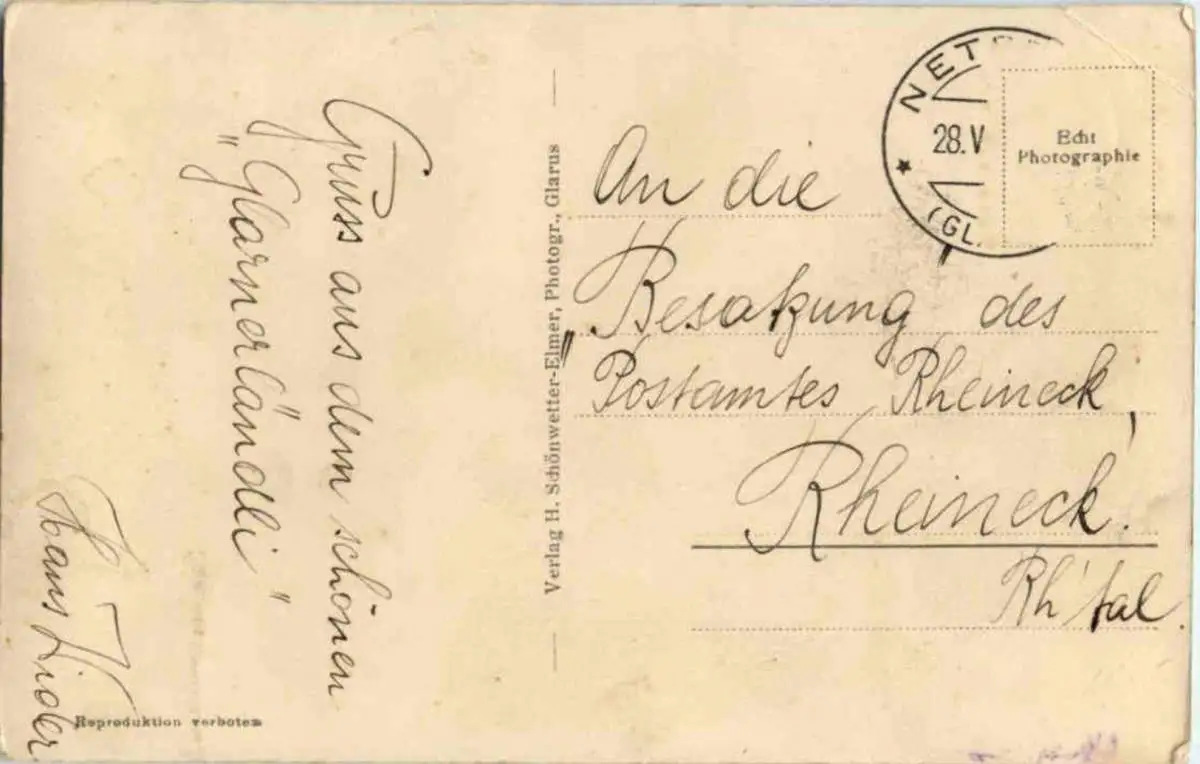 Gruss aus dem schönen
"Glarnerländli"
Hans
Reproduktion verboten
Verlag H. Schönwetter-Elmer, Photogr., Glarus
NET
28.V
(GL.
Echt
Photographie
An die
Besatzung des
Postamtes Rheineck,
Rheineck.
Rh'tal.